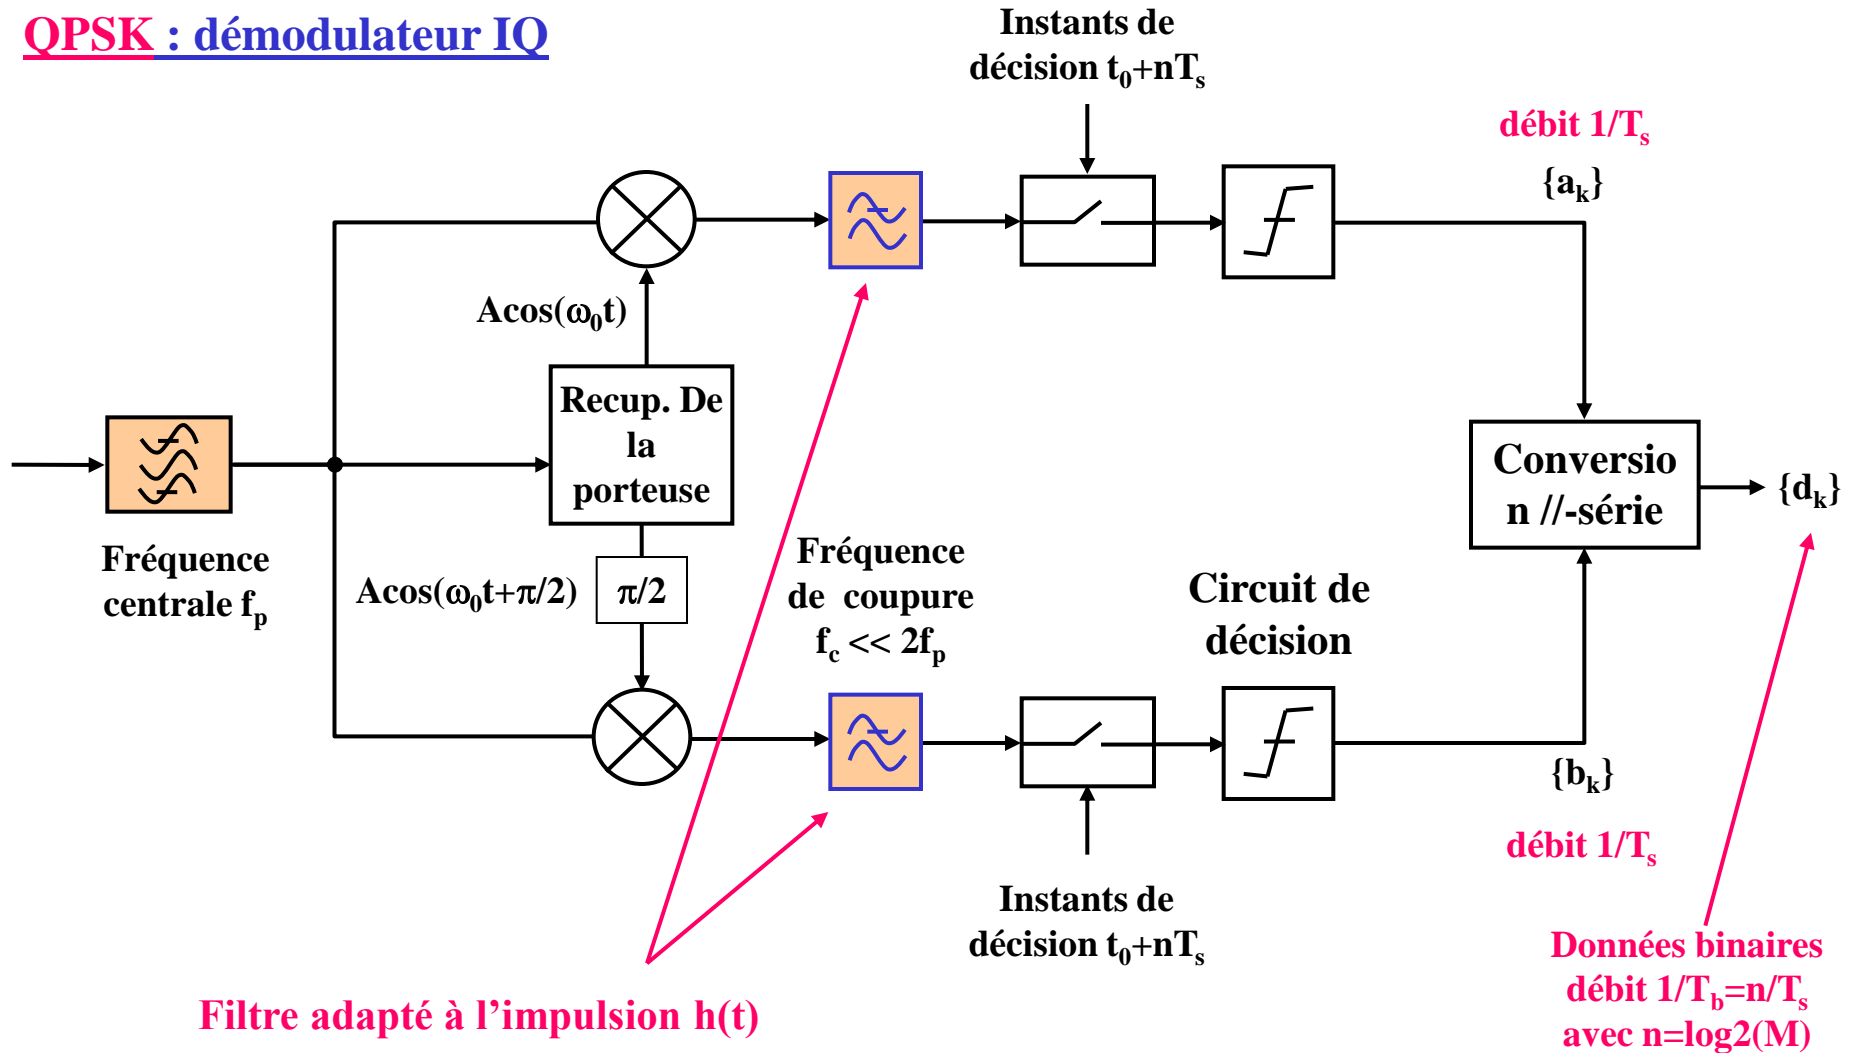 QPSK : démodulateur IQ
Instants de
décision t0+nTs
débit 1/Ts
{ak}
Acos(ω0t)
Recup. De
la
porteuse
Fréquence
centrale fp
Acos(ω0t+π/2)
π/2
Fréquence
de coupure
fc << 2fp
Circuit de
décision
Conversio
n //-série
{dk}
{bk}
débit 1/Ts
Instants de
décision t0+nTs
Filtre adapté à l’impulsion h(t)
Données binaires
débit 1/Tb=n/Ts
avec n=log2(M)